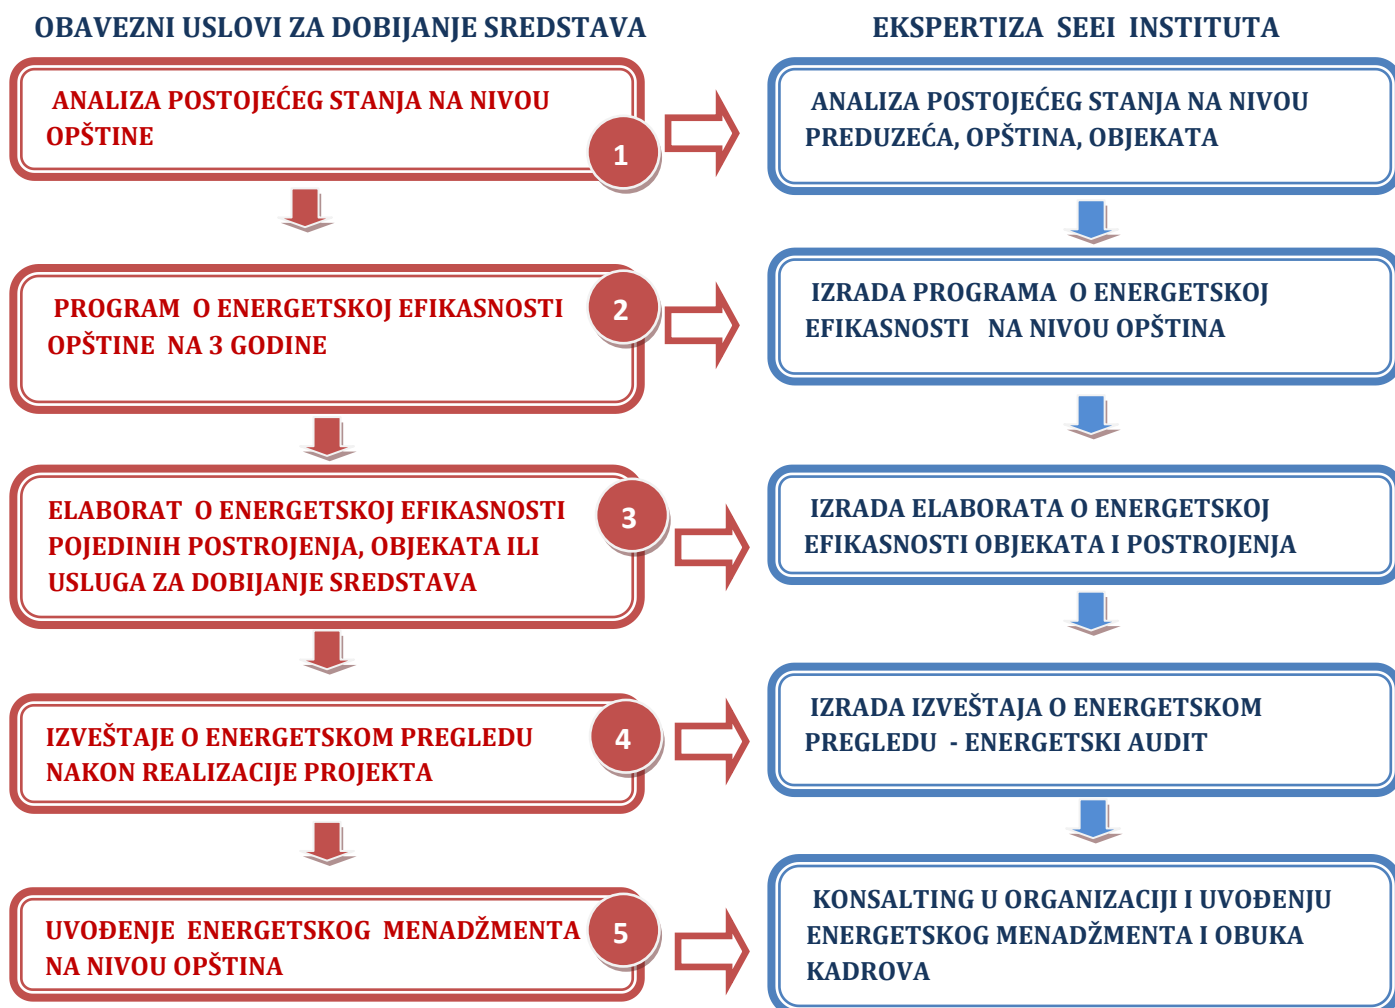 OBAVEZNI USLOVI ZA DOBIJANJE SREDSTAVA
EKSPERTIZA SEEI INSTITUTA
ANALIZA POSTOJEĆEG STANJA NA NIVOU
OPŠTINE
1
ANALIZA POSTOJEĆEG STANJA NA NIVOU
PREDUZEĆA, OPŠTINA, OBJEKATA
PROGRAM O ENERGETSKOJ EFIKASNOSTI
OPŠTINE NA 3 GODINE
2
IZRADA PROGRAMA O ENERGETSKOJ
EFIKASNOSTI NA NIVOU OPŠTINA
ELABORAT O ENERGETSKOJ EFIKASNOSTI
POJEDINIH POSTROJENJA, OBJEKATA ILI
USLUGA ZA DOBIJANJE SREDSTAVA
3
IZRADA ELABORATA O ENERGETSKOJ
EFIKASNOSTI OBJEKATA I POSTROJENJA
IZVEŠTAJE O ENERGETSKOM PREGLEDU
NAKON REALIZACIJE PROJEKTA
4
IZRADA IZVEŠTAJA O ENERGETSKOM
PREGLEDU - ENERGETSKI AUDIT
UVOĐENJE ENERGETSKOG MENADŽMENTA
NA NIVOU OPŠTINA
5
KONSALTING U ORGANIZACIJI I UVOĐENJU
ENERGETSKOG MENADŽMENTA I OBUKA
KADROVA